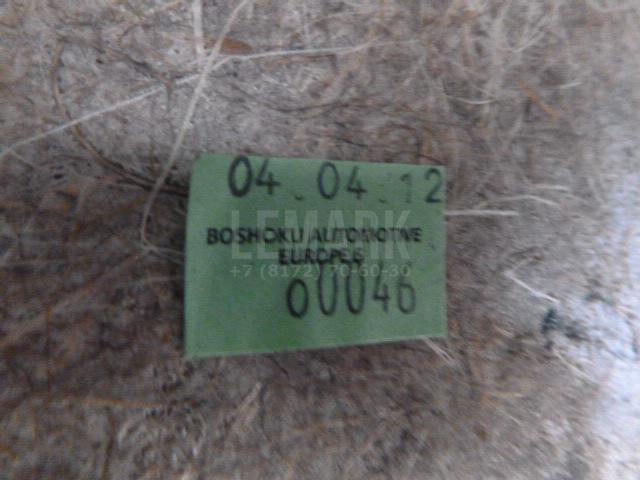 04.04.12
LEMARK
BOSHOKU AUTOMOTIVE
EUROPE
+7 (8172) 70-60-30
00046